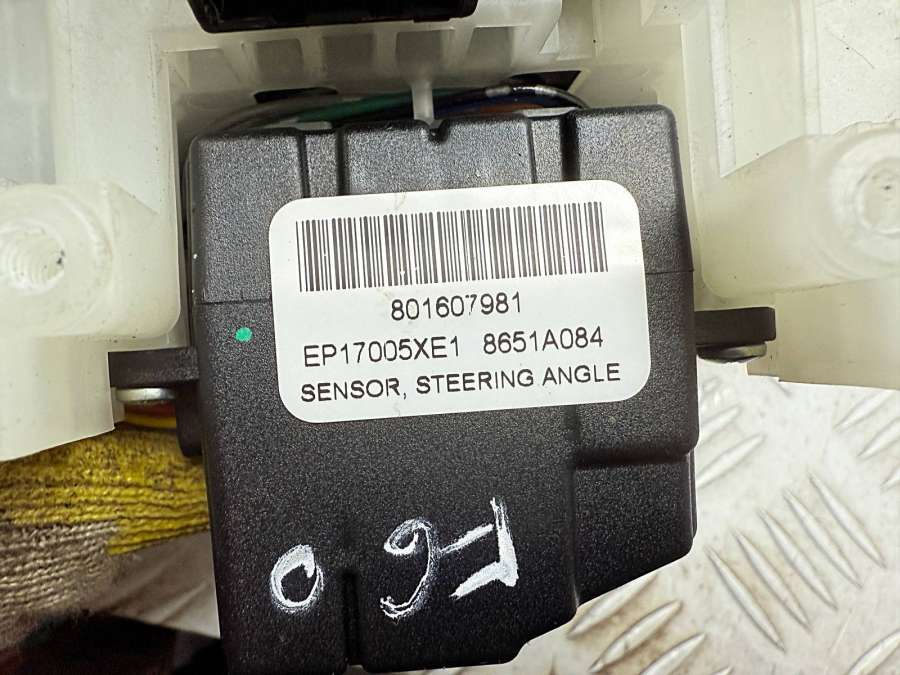 801607981
EP17005XE1 8651A084
SENSOR, STEERING ANGLE